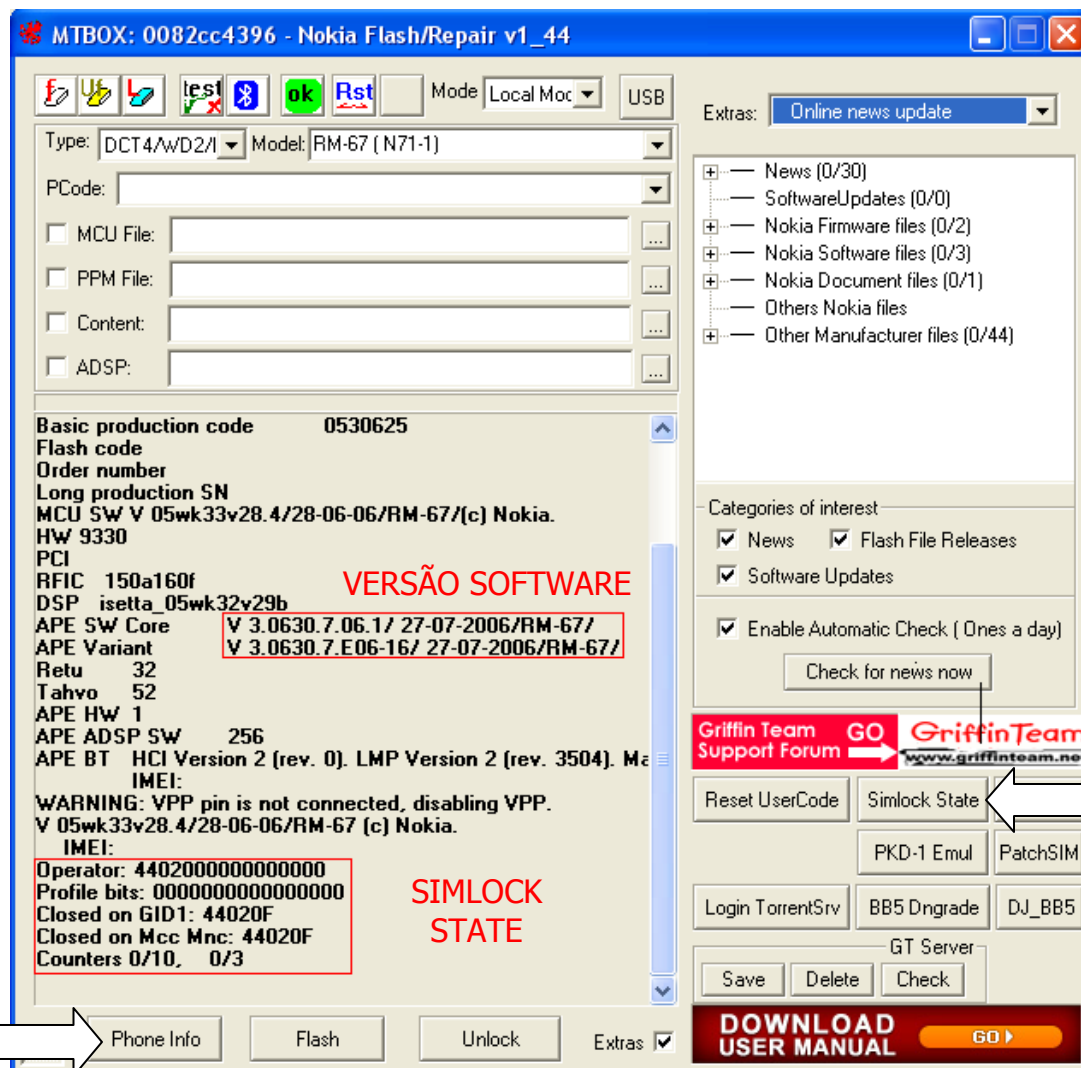 MTBOX: 0082cc4396 - Nokia Flash/Repair v1_44
test
ok
Rst
Mode
Local Moc
USB
Type:
DCT4/WD2/I
Model:
RM-67 ( N71-1)
PCode:
MCU File:
...
PPM File:
...
Content:
...
ADSP:
...
Basic production code 0530625
Flash code
Order number
Long production SN
MCU SW V 05wk33v28.4/28-06-06/RM-67/(c) Nokia.
HW 9330
PCI
RFIC 150a160f
VERSÃO SOFTWARE
DSP isetta_05wk32v29b
APE SW Core V 3.0630.7.06.1/ 27-07-2006/RM-67/
APE Variant V 3.0630.7.E06-16/ 27-07-2006/RM-67/
Retu 32
Tahvo 52
APE HW 1
APE ADSP SW 256
APE BT HCI Version 2 (rev. 0). LMP Version 2 (rev. 3504). Ma
IMEI:
WARNING: VPP pin is not connected, disabling VPP.
V 05wk33v28.4/28-06-06/RM-67 (c) Nokia.
IMEI:
Operator: 44020000000000000
Profile bits: 0000000000000000
Closed on GID1: 44020F
Closed on Mcc Mnc: 44020F
Counters 0/10, 0/3
SIMLOCK
STATE
Phone Info
Flash
Unlock
Extras
Extras:
Online news update
News (0/30)
SoftwareUpdates (0/0)
Nokia Firmware files (0/2)
Nokia Software files (0/3)
Nokia Document files (0/1)
Others Nokia files
Other Manufacturer files (0/44)
Categories of interest
News
Flash File Releases
Software Updates
Enable Automatic Check ( Ones a day)
Check for news now
Griffin Team GO
Support Forum
GriffinTeam
www.griffinteam.ne
Reset UserCode
Simlock State
PKD-1 Emul
PatchSIM
Login TorrentSrv
BB5 Dngrade
DJ_BB5
GT Server
Save
Delete
Check
DOWNLOAD
USER MANUAL
GO